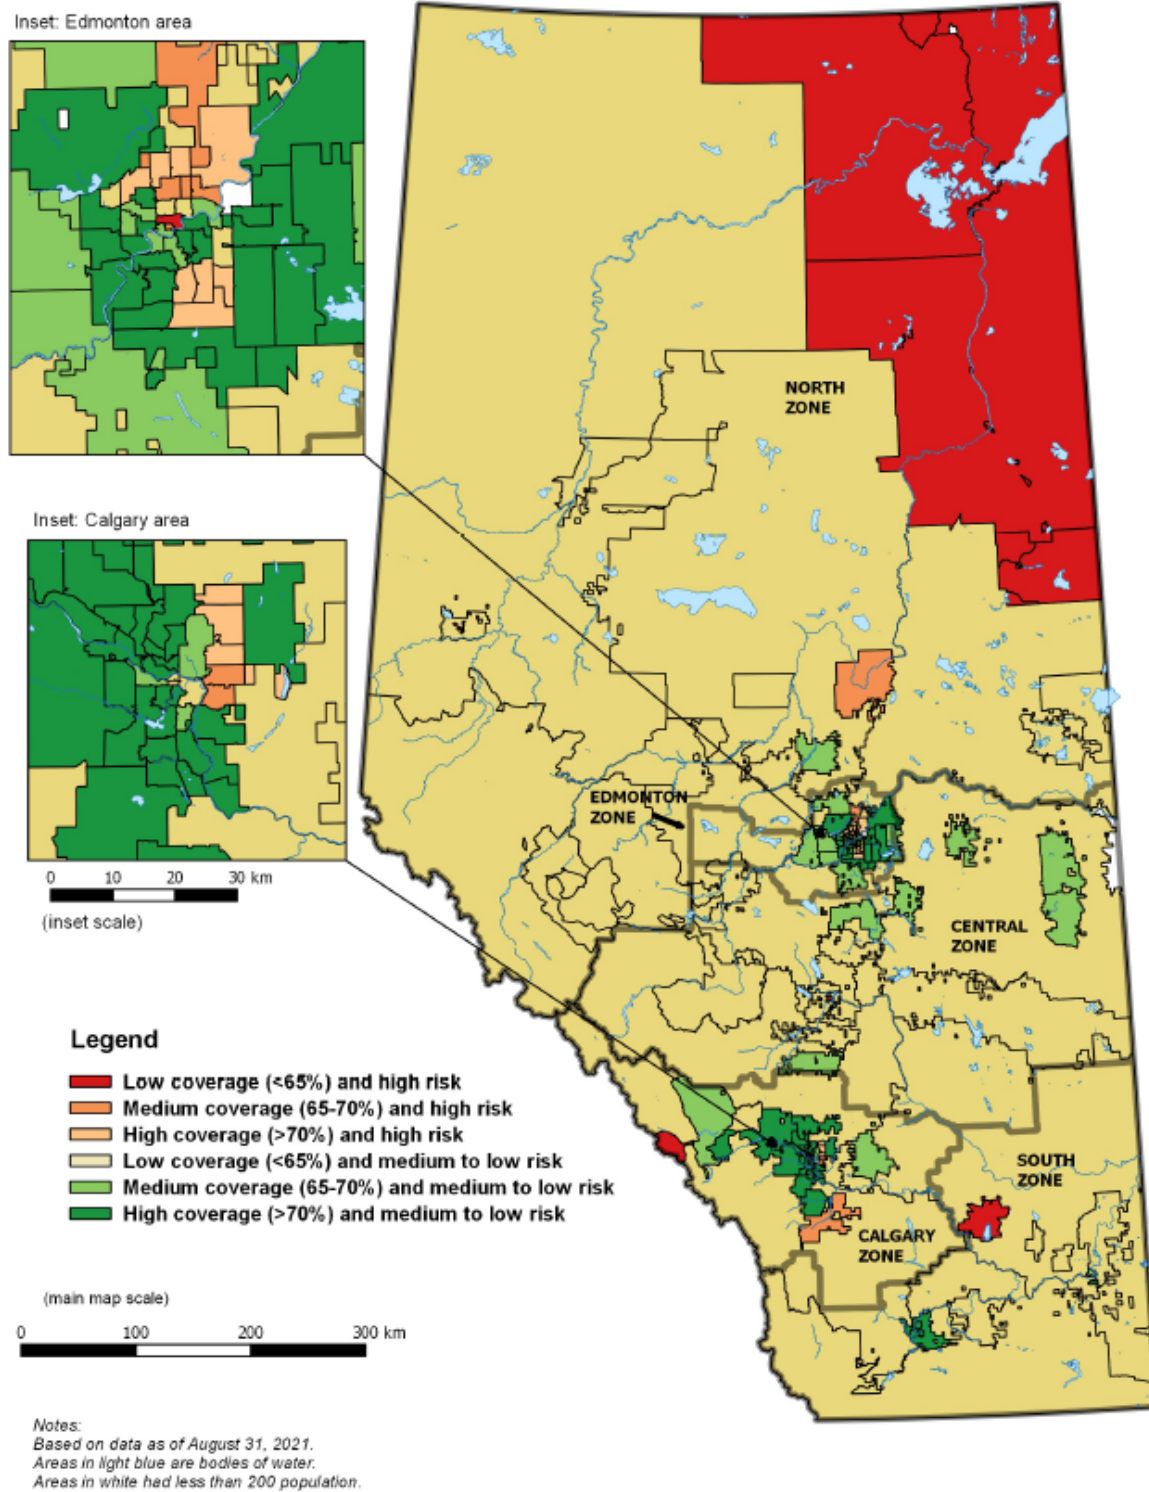 Inset: Edmonton area
NORTH
ZONE
Inset: Calgary area
EDMONTON
ZONE
0 10 20 30 km
(inset scale)
CENTRAL
ZONE
Legend
Low coverage (<65%) and high risk
Medium coverage (65-70%) and high risk
High coverage (>70%) and high risk
Low coverage (<65%) and medium to low risk
Medium coverage (65-70%) and medium to low risk
High coverage (>70%) and medium to low risk
SOUTH
ZONE
CALGARY
ZONE
(main map scale)
0 100 200 300 km
Notes:
Based on data as of August 31, 2021.
Areas in light blue are bodies of water.
Areas in white had less than 200 population.